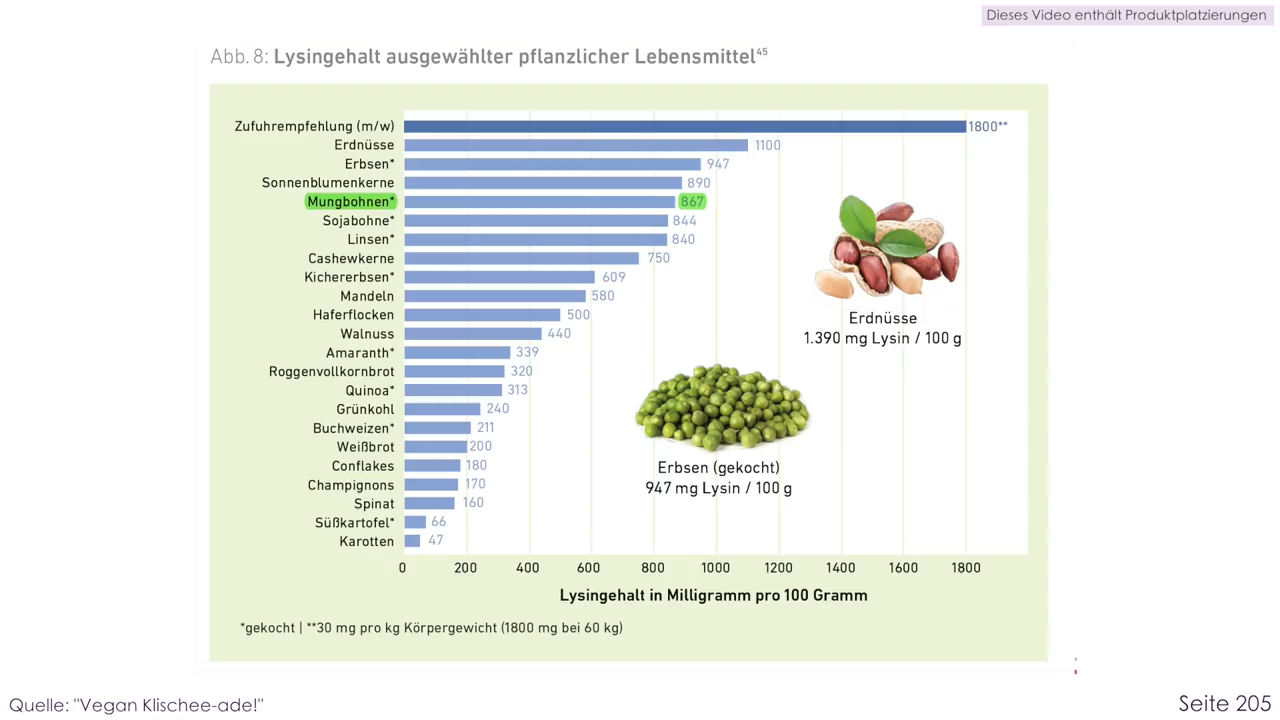 Dieses Video enthält Produktplatzierungen
Abb. 8: Lysingehalt ausgewählter pflanzlicher Lebensmittel⁴⁵
Zufuhrempfehlung (m/w) 1800**
Erdnüsse 1100
Erbsen* 947
Sonnenblumenkerne 890
Mungbohnen* 867
Sojabohne* 844
Linsen* 840
Cashewkerne 750
Kichererbsen* 609
Mandeln 580
Haferflocken 500
Walnuss 440
Amaranth* 339
Roggenvollkornbrot 320
Quinoa* 313
Grünkohl 240
Buchweizen* 211
Weißbrot 200
Conflakes 180
Champignons 170
Spinat 160
Süßkartofel* 66
Karotten 47
Erdnüsse
1.390 mg Lysin / 100 g
Erbsen (gekocht)
947 mg Lysin / 100 g
0 200 400 600 800 1000 1200 1400 1600 1800
Lysingehalt in Milligramm pro 100 Gramm
*gekocht | **30 mg pro kg Körpergewicht (1800 mg bei 60 kg)
Quelle: "Vegan Klischee-ade!"
Seite 205